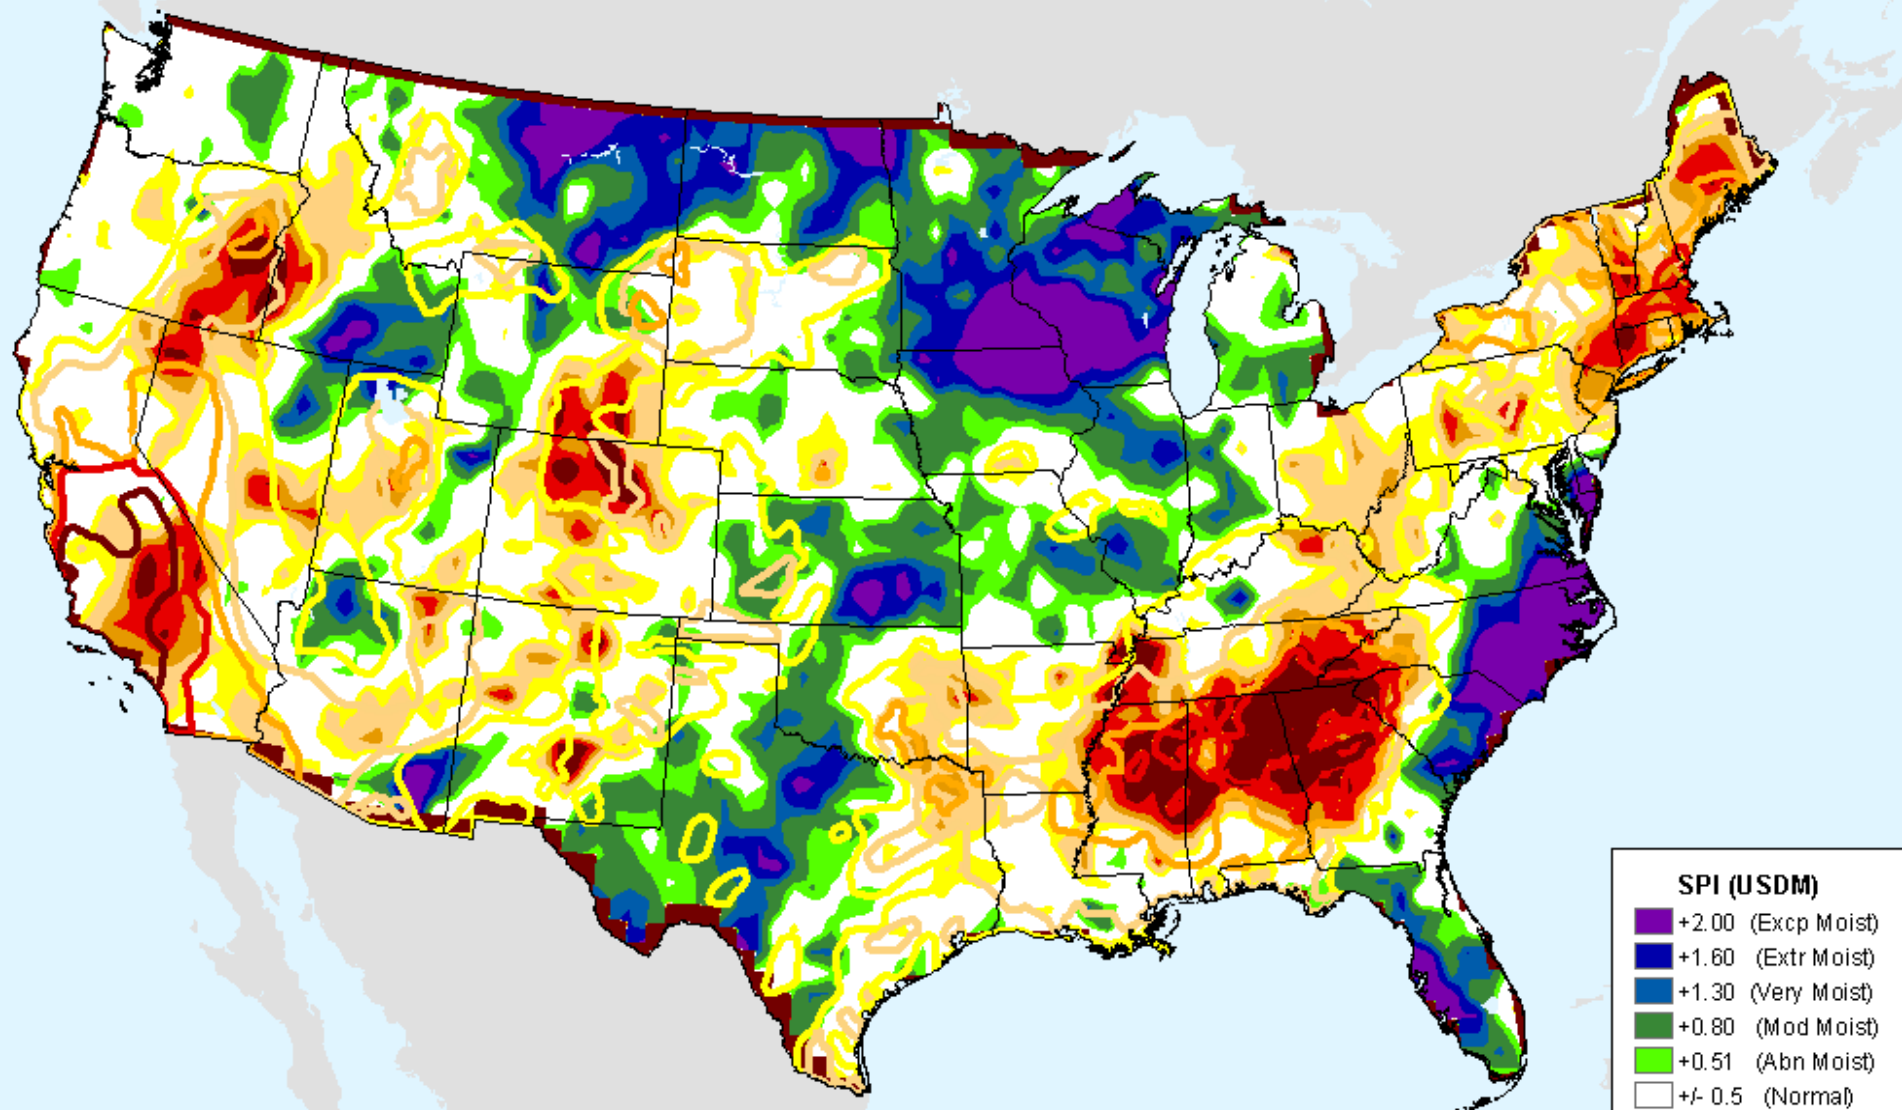 SPI (USDM)
+2.00 (Excp Moist)
+1.60 (Extr Moist)
+1.30 (Very Moist)
+0.80 (Mod Moist)
+0.51 (Abn Moist)
+/- 0.5 (Normal)